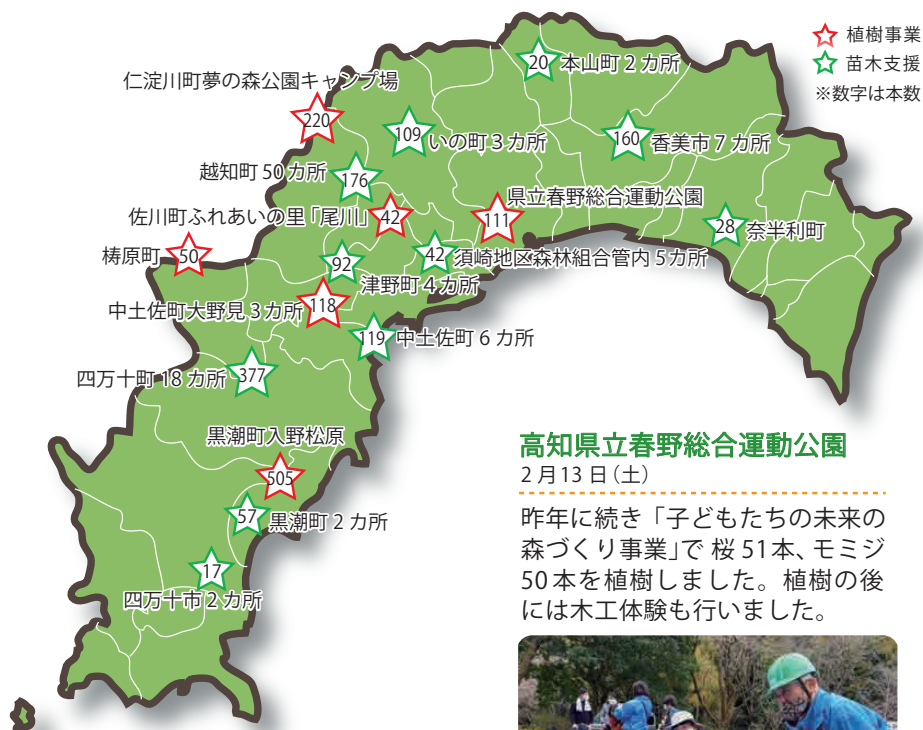 植樹事業
苗木支援
※数字は本数
20
本山町 2 カ所
仁淀川町夢の森公園キャンプ場
220
109
いの町 3 カ所
160
香美市 7 カ所
越知町 50 カ所
176
県立春野総合運動公園
111
佐川町ふれあいの里「尾川」
42
28
奈半利町
梼原町
50
92
津野町 4 カ所
42
須崎地区森林組合管内 5カ所
中土佐町大野見 3カ所
118
119
中土佐町 6 カ所
四万十町 18 カ所
377
黒潮町入野松原
505
57
黒潮町 2 カ所
17
四万十市 2 カ所
高知県立春野総合運動公園
2 月13 日（土）
昨年に続き「子どもたちの未来の
森づくり事業」で 桜 51本、モミジ
50 本を植樹しました。植樹の後
には木工体験も行いました。